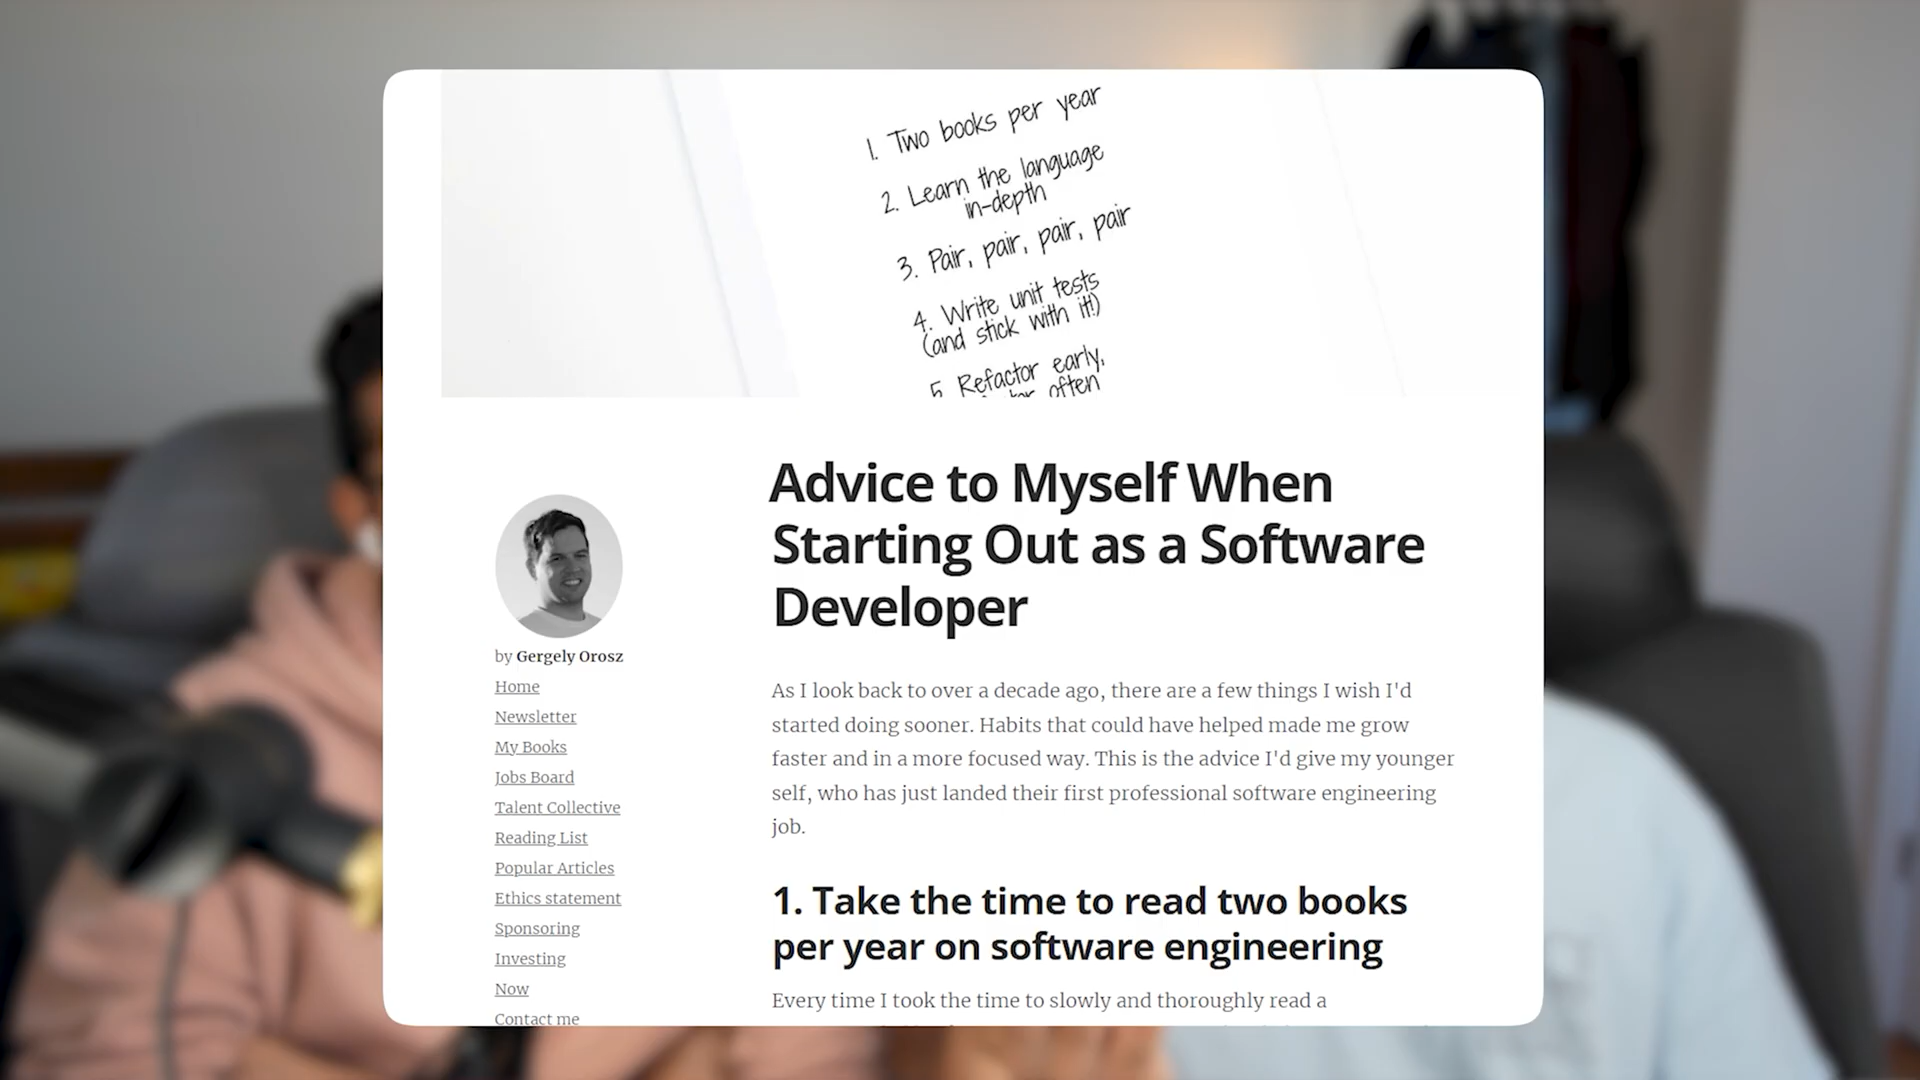 1. Two books per year
2. Learn the language
in-depth
3. Pair, pair, pair, pair
4. Write unit tests
(and stick with it!)
5. Refactor early,
often
Advice to Myself When
Starting Out as a Software
Developer
by Gergely Orosz
Home
Newsletter
My Books
Jobs Board
Talent Collective
Reading List
Popular Articles
Ethics statement
Sponsoring
Investing
Now
Contact me
As I look back to over a decade ago, there are a few things I wish I'd
started doing sooner. Habits that could have helped made me grow
faster and in a more focused way. This is the advice I'd give my younger
self, who has just landed their first professional software engineering
job.
1. Take the time to read two books
per year on software engineering
Every time I took the time to slowly and thoroughly read a